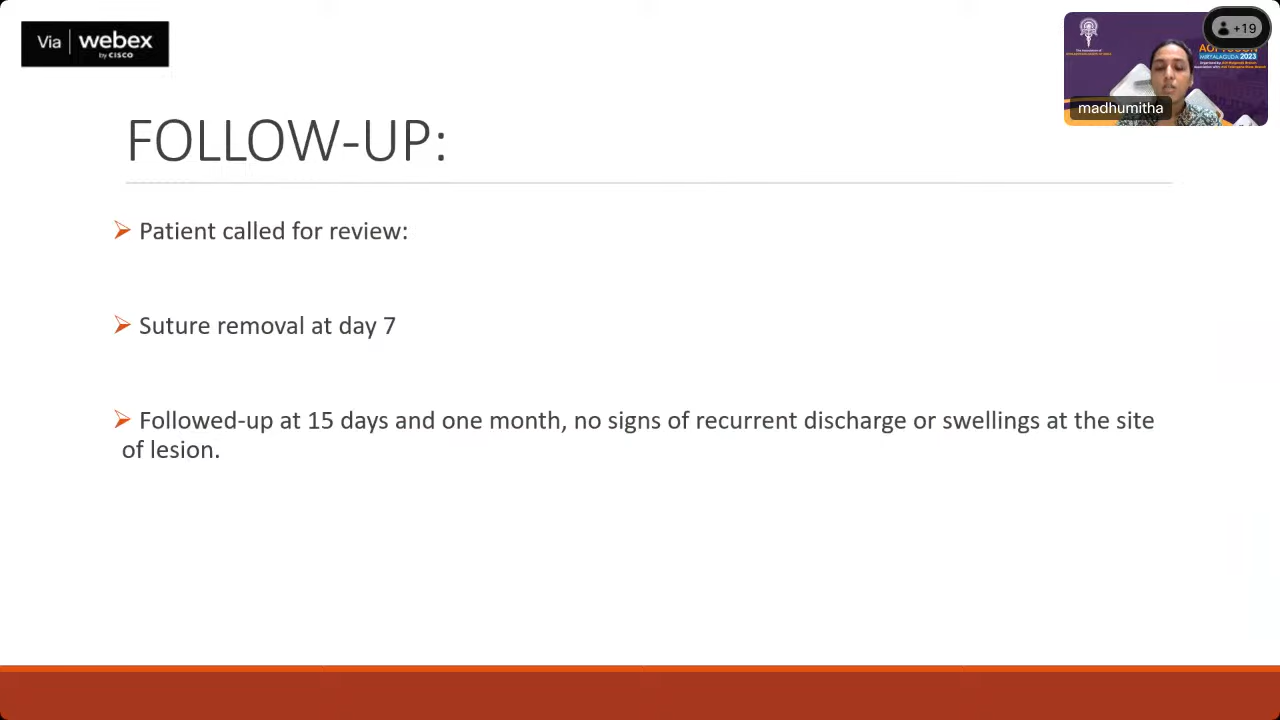 Via webex
by CISCO
+19
MIRYALAGUDA 2023
madhumitha
FOLLOW-UP:
Patient called for review:
Suture removal at day 7
Followed-up at 15 days and one month, no signs of recurrent discharge or swellings at the site
of lesion.